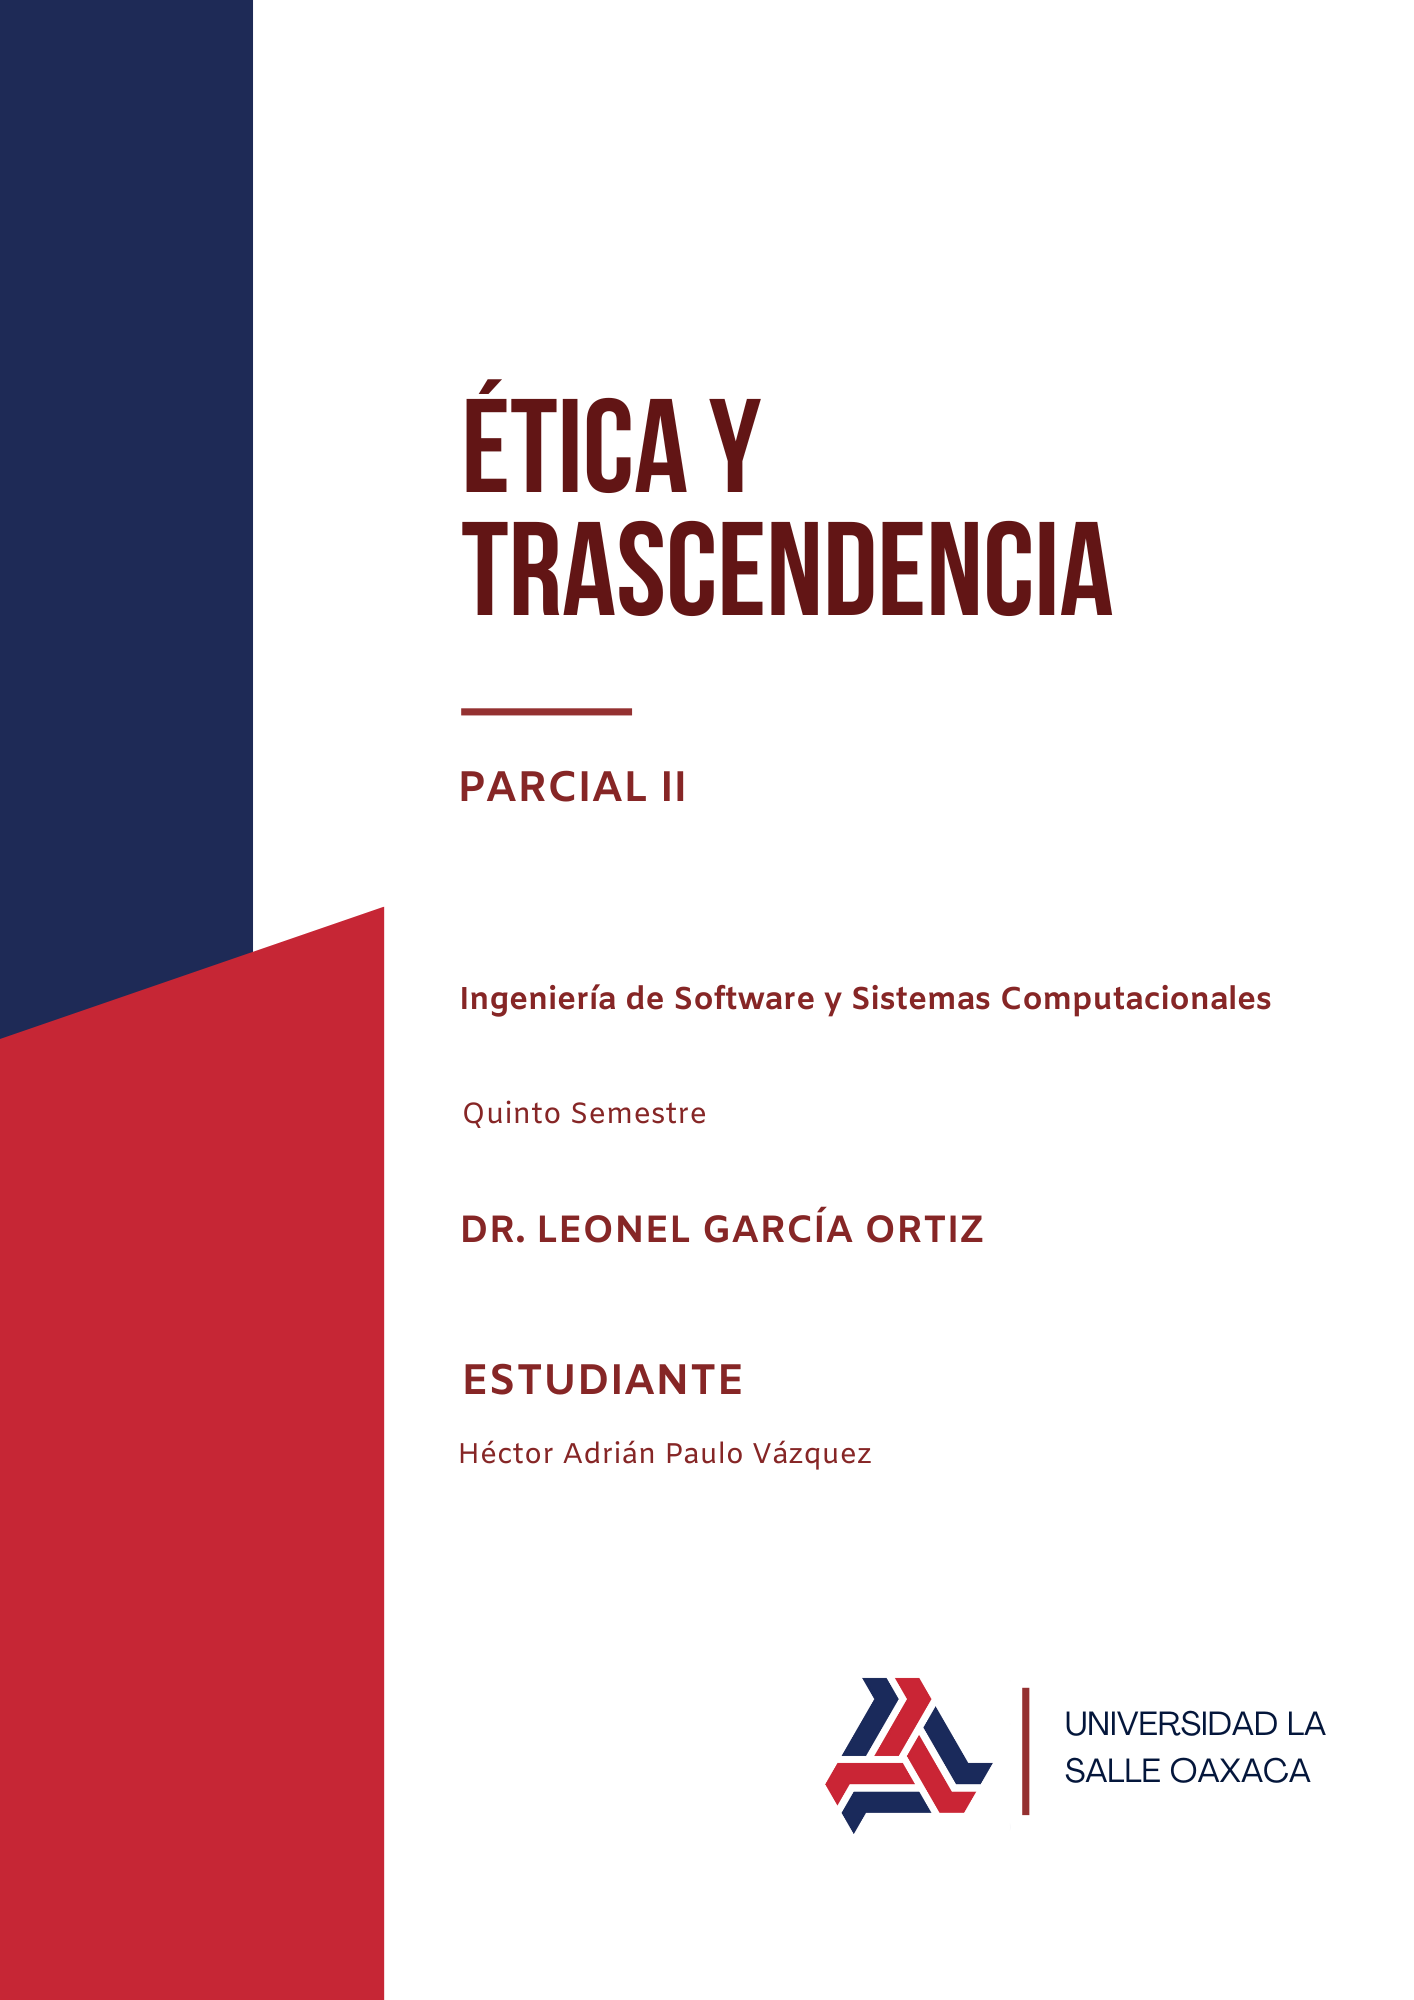 ÉTICA Y
TRASCENDENCIA
PARCIAL II
Ingeniería de Software y Sistemas Computacionales
Quinto Semestre
DR. LEONEL GARCÍA ORTIZ
ESTUDIANTE
Héctor Adrián Paulo Vázquez
UNIVERSIDAD LA
SALLE OAXACA